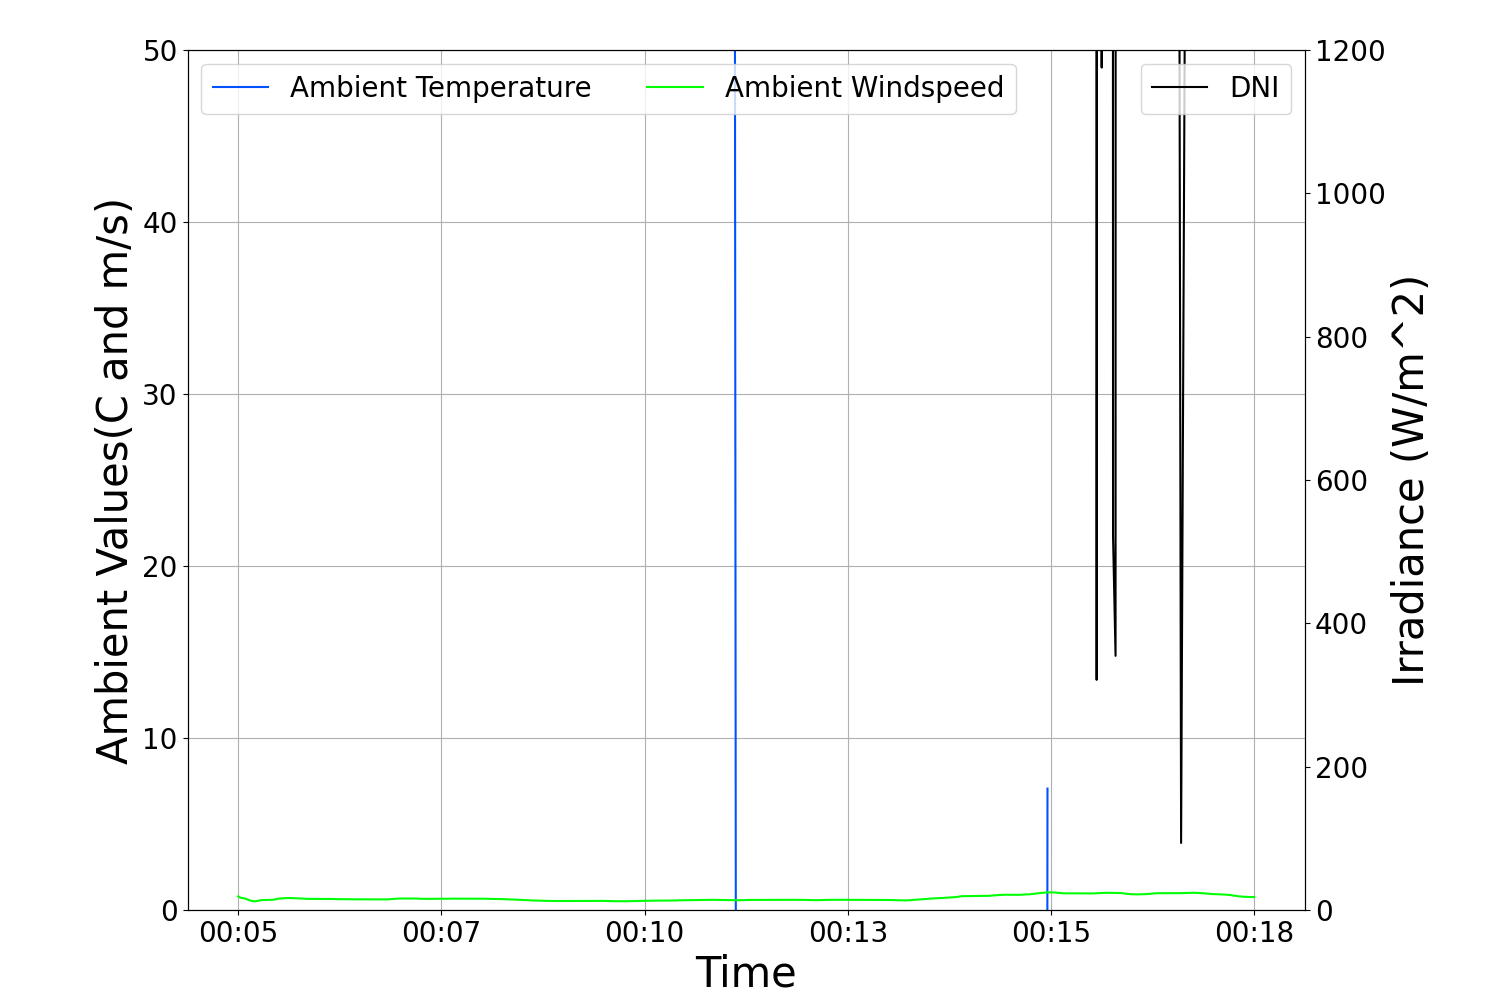 Ambient Temperature
Ambient Windspeed
DNI
Ambient Values(C and m/s)
50
40
30
20
10
0
1200
1000
800
600
400
200
0
Irradiance (W/m^2)
00:05 00:07 00:10 00:13 00:15 00:18
Time